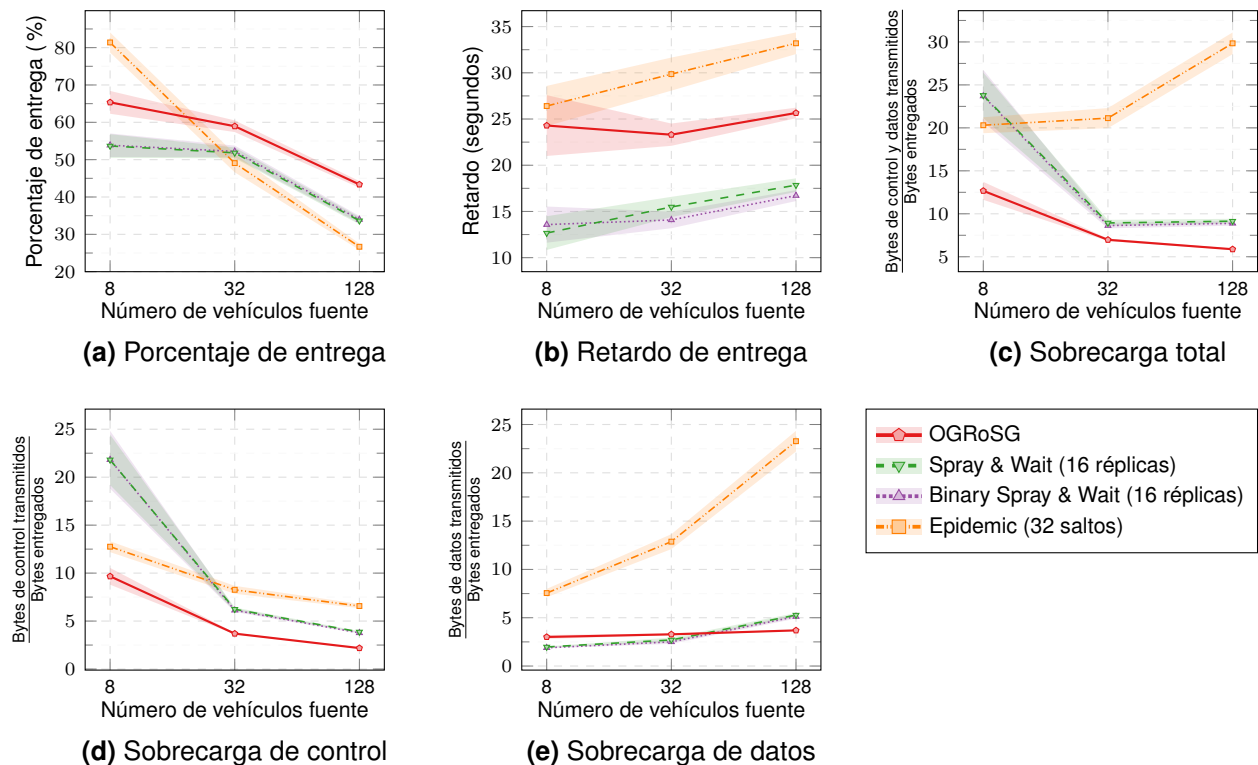 Porcentaje de entrega ( %)
80
70
60
50
40
30
20
8
32
128
Número de vehículos fuente
(a) Porcentaje de entrega
Retardo (segundos)
35
30
25
20
15
10
8
32
128
Número de vehículos fuente
(b) Retardo de entrega
Bytes de control y datos transmitidos
Bytes entregados
30
25
20
15
10
5
8
32
128
Número de vehículos fuente
(c) Sobrecarga total
Bytes de control transmitidos
Bytes entregados
25
20
15
10
5
0
8
32
128
Número de vehículos fuente
(d) Sobrecarga de control
Bytes de datos transmitidos
Bytes entregados
25
20
15
10
5
0
8
32
128
Número de vehículos fuente
(e) Sobrecarga de datos
OGRoSG
Spray & Wait (16 réplicas)
Binary Spray & Wait (16 réplicas)
Epidemic (32 saltos)